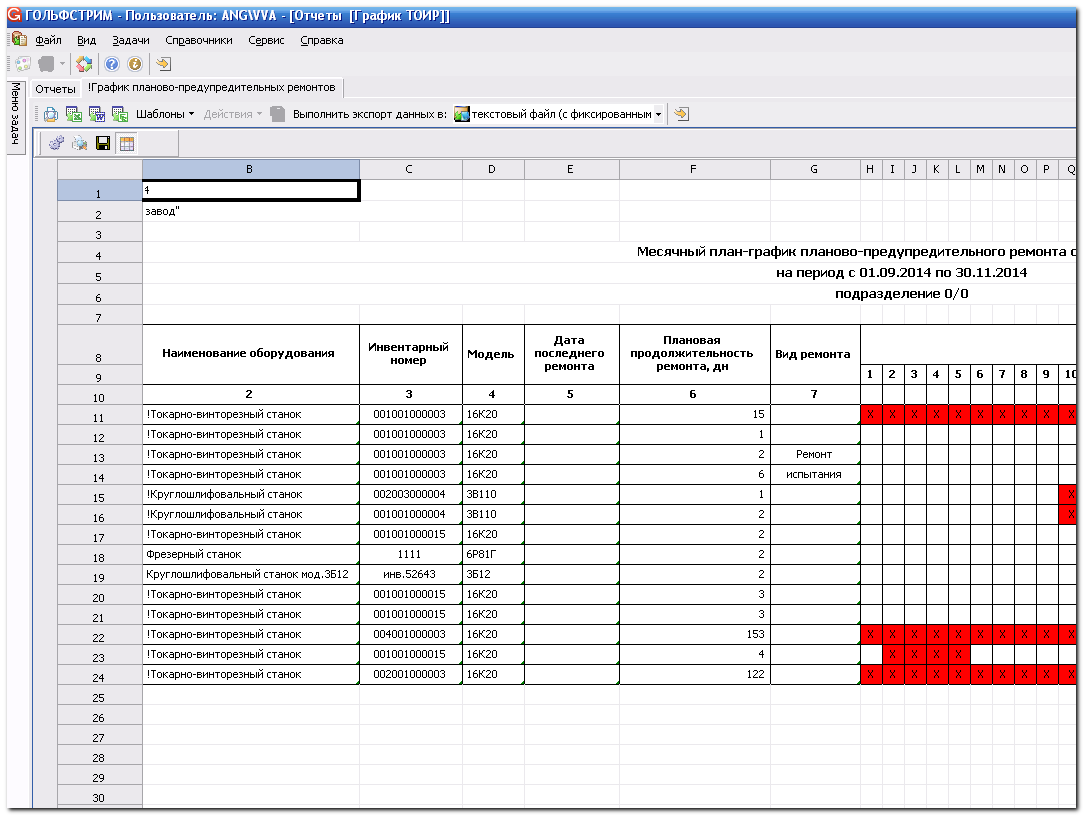 ГОЛЬФСТРИМ - Пользователь: ANGWVA - [Отчеты [График ТОИР]]
Файл Вид Задачи Справочники Сервис Справка
Меню задач
Отчеты !График планово-предупредительных ремонтов
Шаблоны Действия Выполнить экспорт данных в: текстовый файл (с фиксированным
B C D E F G H I J K L M N O P Q
1 4
2 завод"
3
4 Месячный план-график планово-предупредительного ремонта о
5 на период с 01.09.2014 по 30.11.2014
6 подразделение 0/0
7
8 Наименование оборудования Инвентарный номер Модель Дата последнего ремонта Плановая продолжительность ремонта, дн Вид ремонта
9 1 2 3 4 5 6 7 8 9 10
10 2 3 4 5 6 7
11 !Токарно-винторезный станок 001001000003 16К20 15 X X X X X X X X X X
12 !Токарно-винторезный станок 001001000003 16К20 1
13 !Токарно-винторезный станок 001001000003 16К20 2 Ремонт
14 !Токарно-винторезный станок 001001000003 16К20 6 испытания
15 !Круглошлифовальный станок 002003000004 3В110 1 X
16 !Круглошлифовальный станок 001001000004 3В110 2 X
17 !Токарно-винторезный станок 001001000015 16К20 2
18 Фрезерный станок 1111 6Р81Г 2
19 Круглошлифовальный станок мод.3Б12 инв.52643 3Б12 2
20 !Токарно-винторезный станок 001001000015 16К20 3
21 !Токарно-винторезный станок 001001000015 16К20 3
22 !Токарно-винторезный станок 004001000003 16К20 153 X X X X X X X X X X
23 !Токарно-винторезный станок 001001000015 16К20 4 X X X X
24 !Токарно-винторезный станок 002001000003 16К20 122 X X X X X X X X X X
25
26
27
28
29
30